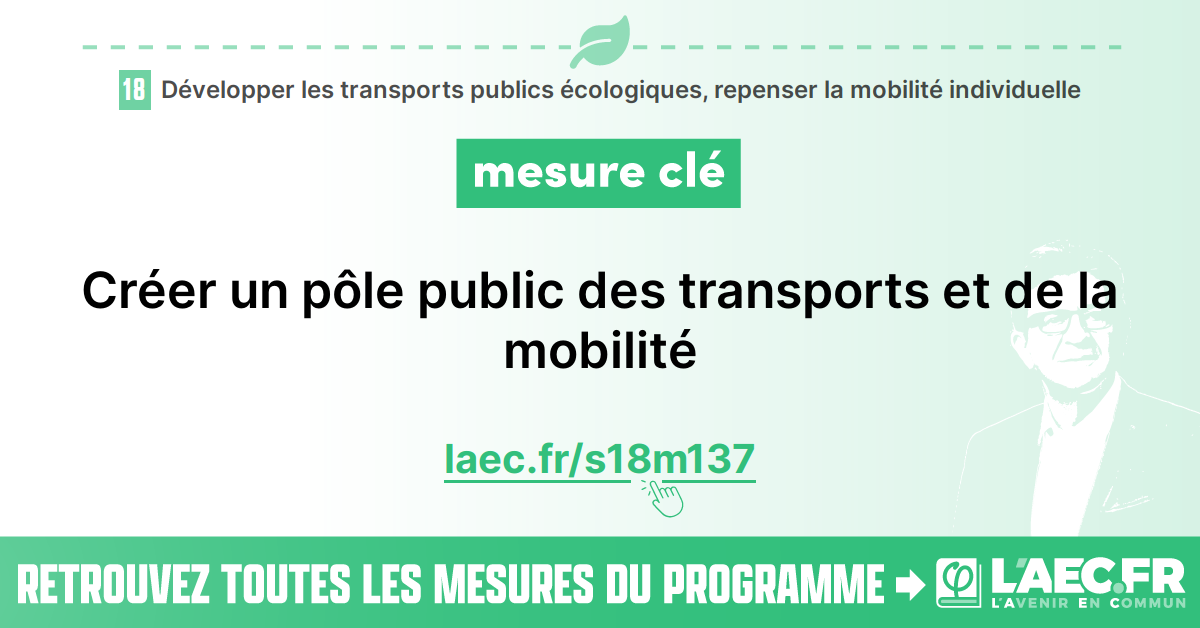 18 Développer les transports publics écologiques, repenser la mobilité individuelle
mesure clé
Créer un pôle public des transports et de la
mobilité
laec.fr/s18m137
RETROUVEZ TOUTES LES MESURES DU PROGRAMME
L'AEC.FR
L'AVENIR EN COMMUN